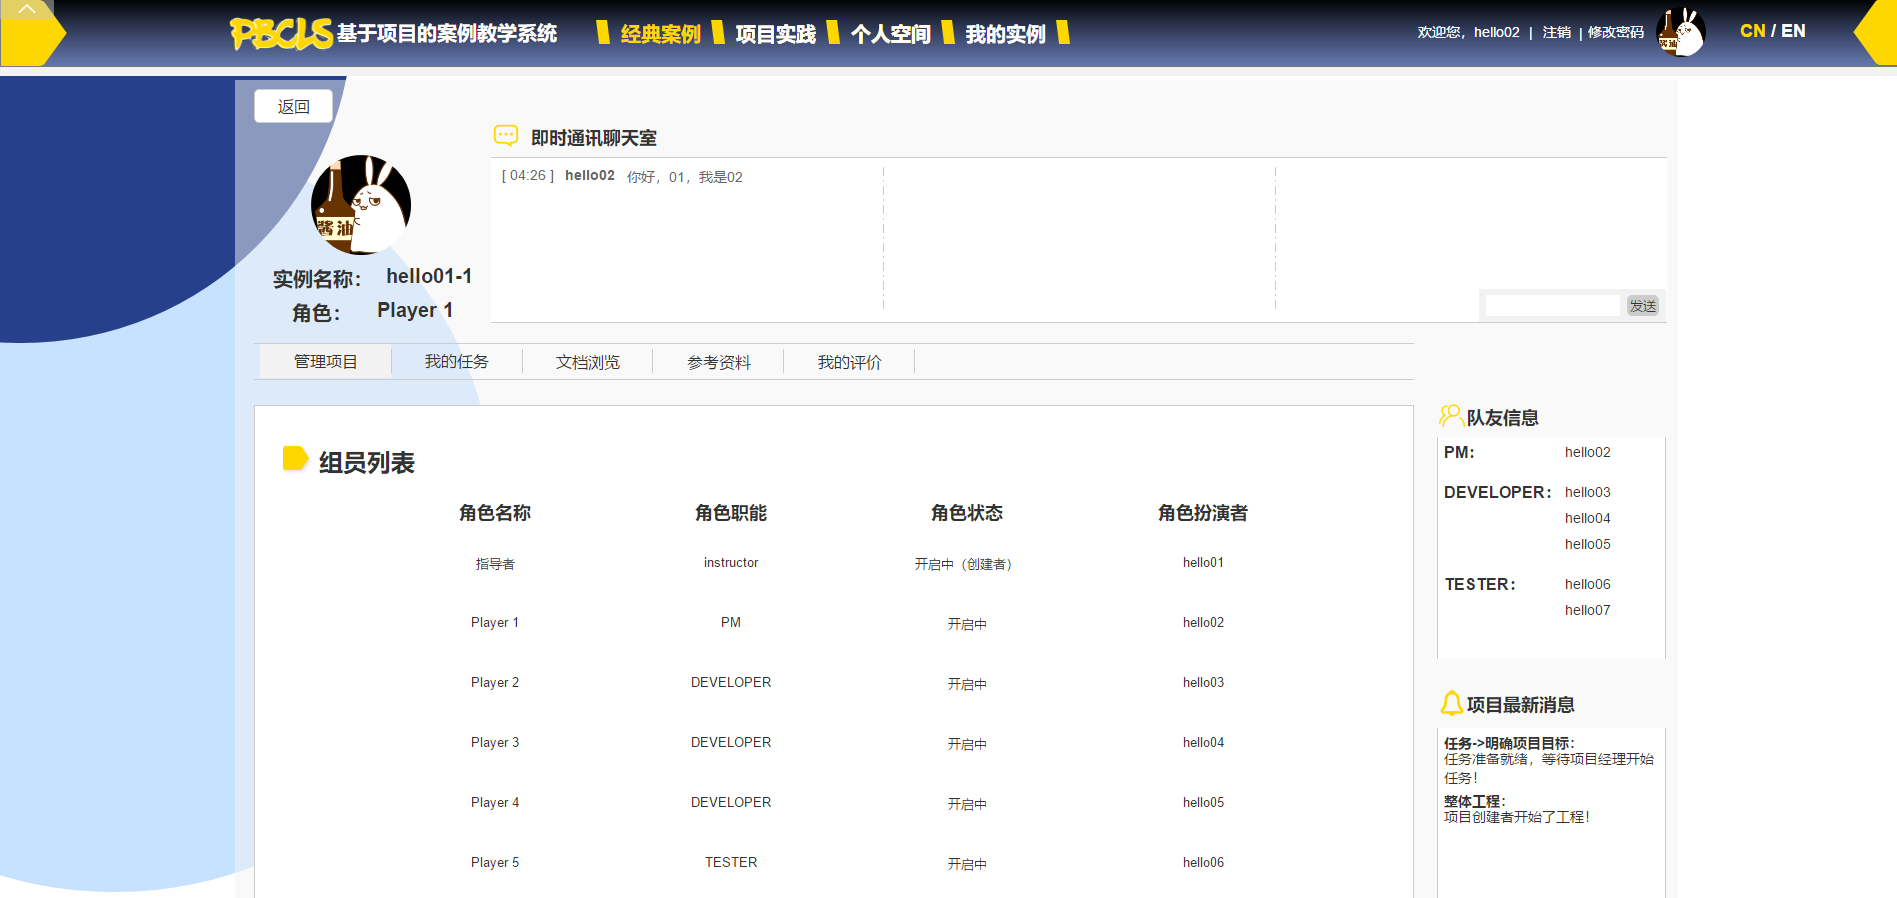 PBCLS 基于项目的案例教学系统 经典案例 项目实践 个人空间 我的实例 欢迎您，hello02 | 注销 | 修改密码 CN / EN
返回
酱油
实例名称： hello01-1
角色： Player 1
即时通讯聊天室
[ 04:26 ] hello02 你好，01，我是02
发送
管理项目 我的任务 文档浏览 参考资料 我的评价
组员列表
角色名称 角色职能 角色状态 角色扮演者
指导者 instructor 开启中（创建者） hello01
Player 1 PM 开启中 hello02
Player 2 DEVELOPER 开启中 hello03
Player 3 DEVELOPER 开启中 hello04
Player 4 DEVELOPER 开启中 hello05
Player 5 TESTER 开启中 hello06
队友信息
PM： hello02
DEVELOPER： hello03
hello04
hello05
TESTER： hello06
hello07
项目最新消息
任务->明确项目目标：
任务准备就绪，等待项目经理开始
任务！
整体工程：
项目创建者开始了工程！